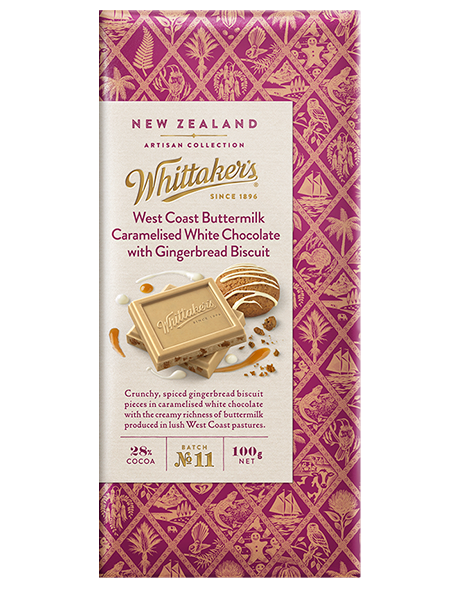 NEW ZEALAND
ARTISAN COLLECTION
Whittaker's®
SINCE 1896
West Coast Buttermilk
Caramelised White Chocolate
with Gingerbread Biscuit
Whittaker's
SINCE 1896
Crunchy, spiced gingerbread biscuit
pieces in caramelised white chocolate
with the creamy richness of buttermilk
produced in lush West Coast pastures.
28%
COCOA
BATCH
№11
100g
NET